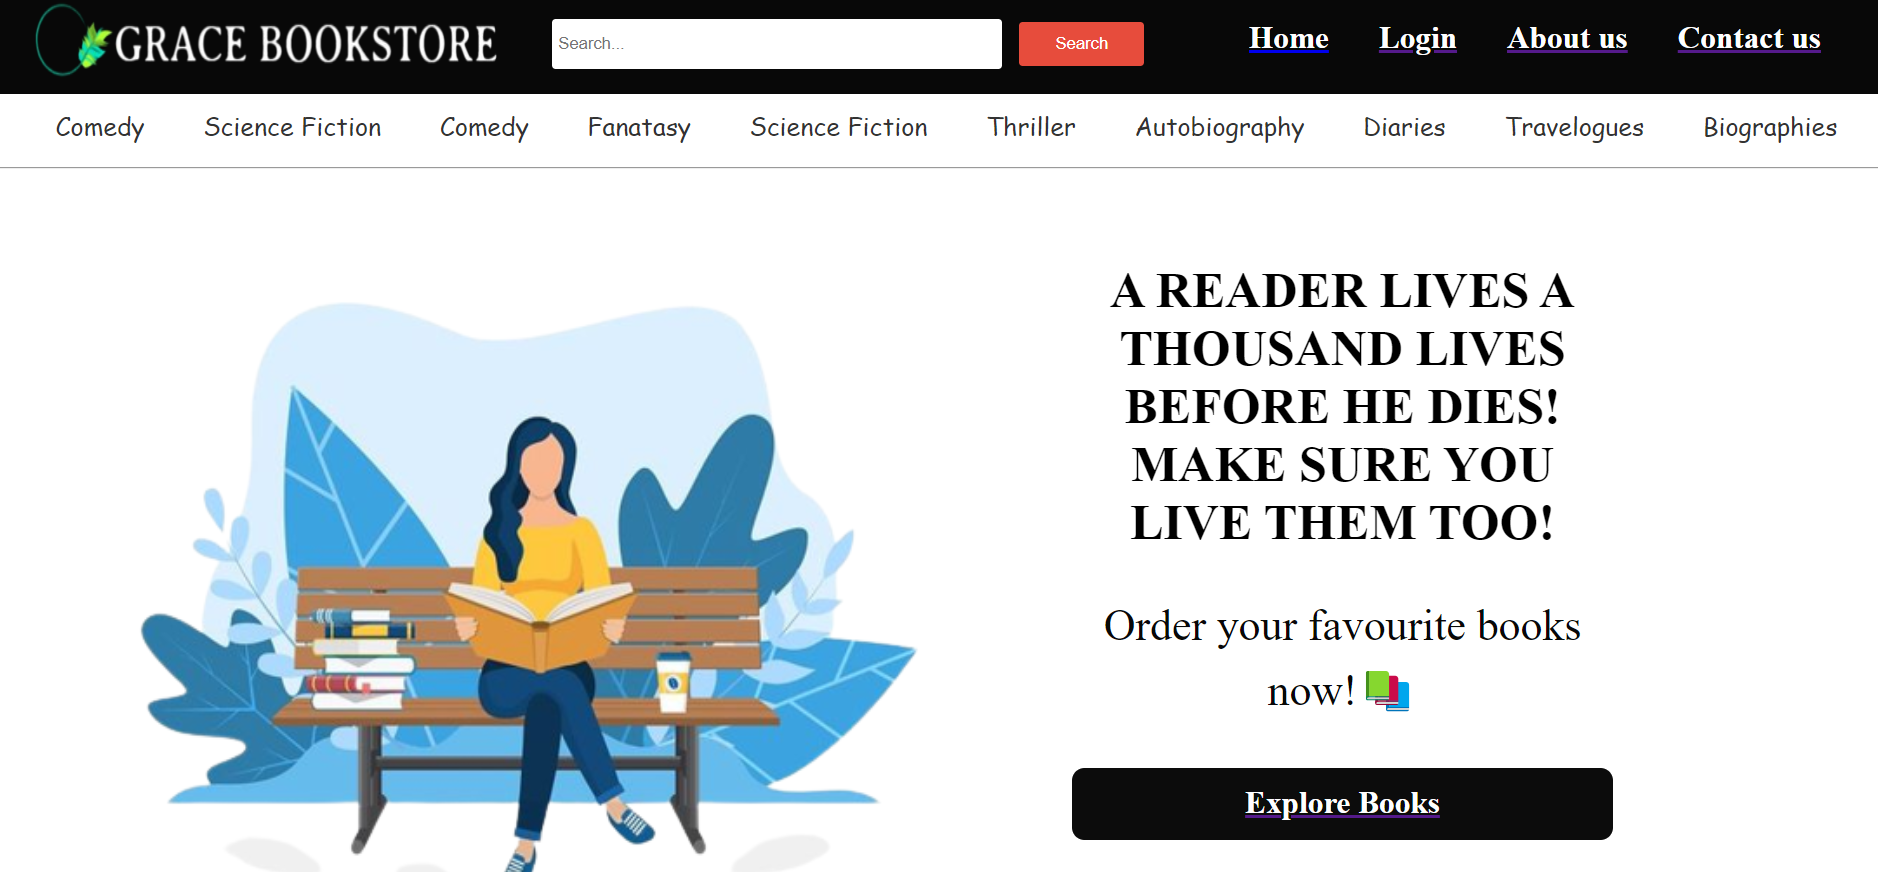 GRACE BOOKSTORE
Search...
Search
Home
Login
About us
Contact us
Comedy
Science Fiction
Comedy
Fanatasy
Science Fiction
Thriller
Autobiography
Diaries
Travelogues
Biographies
A READER LIVES A
THOUSAND LIVES
BEFORE HE DIES!
MAKE SURE YOU
LIVE THEM TOO!
Order your favourite books
now! 📚
Explore Books